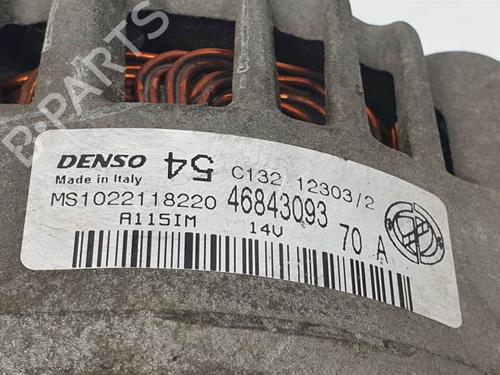 B-PARTS
DENSO
Made in Italy
54
C132 12303/2
MS1022118220 46843093
A115IM 14V 70 A